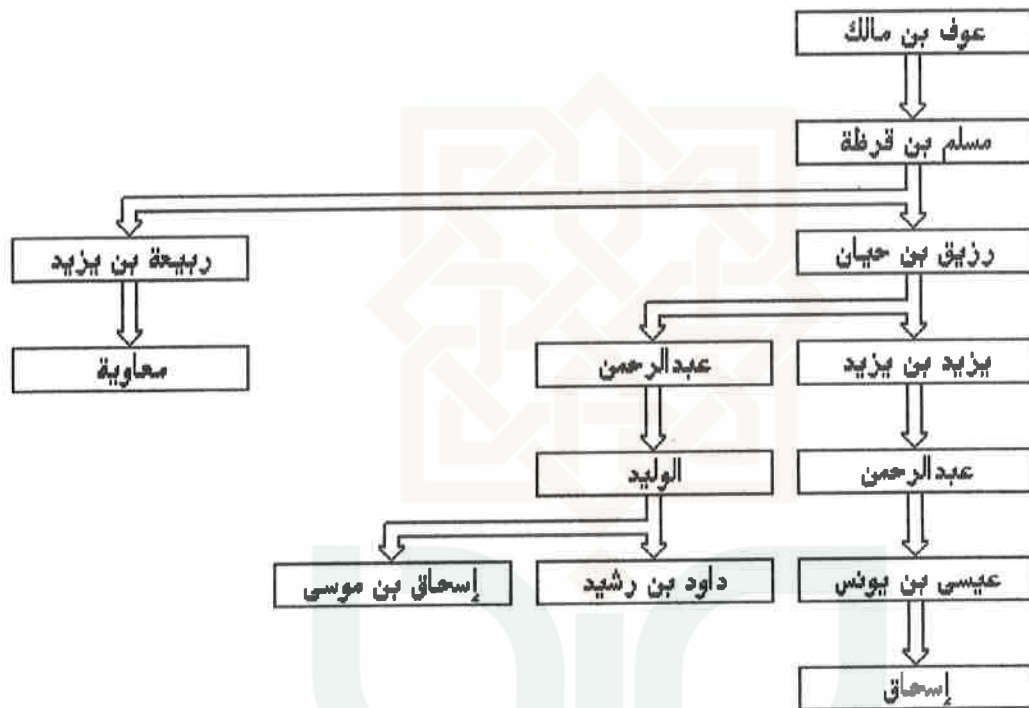 عوف بن مالك
مسلم بن قرظة
رزيق بن حيان
ربيعة بن يزيد
يزيد بن يزيد
عبدالرحمن
معاوية
عبدالرحمن
الوليد
عيسى بن يونس
داود بن رشيد
إسحاق بن موسى
إسحاق